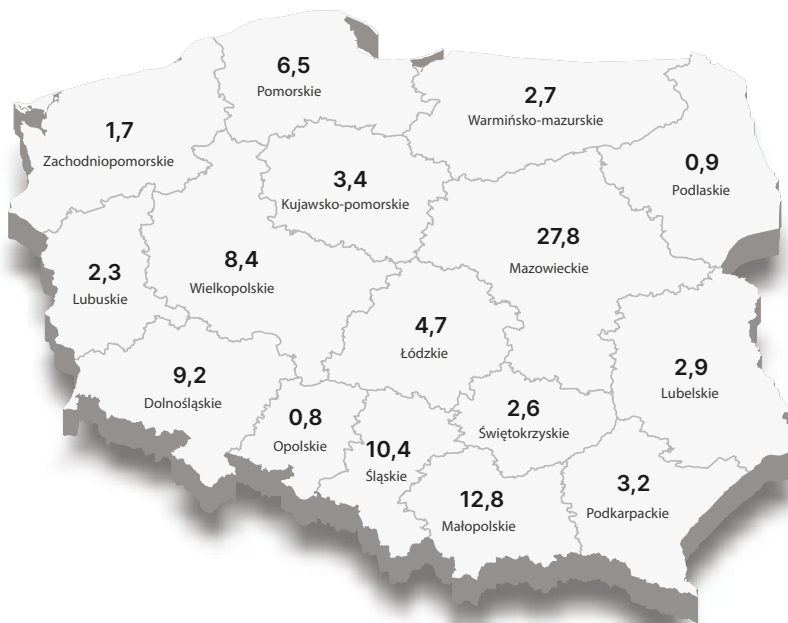 6,5
Pomorskie
2,7
Warmińsko-mazurskie
1,7
Zachodniopomorskie
0,9
Podlaskie
3,4
Kujawsko-pomorskie
27,8
Mazowieckie
8,4
Wielkopolskie
2,3
Lubuskie
4,7
Łódzkie
2,9
Lubelskie
9,2
Dolnośląskie
0,8
Opolskie
2,6
Świętokrzyskie
10,4
Śląskie
3,2
Podkarpackie
12,8
Małopolskie